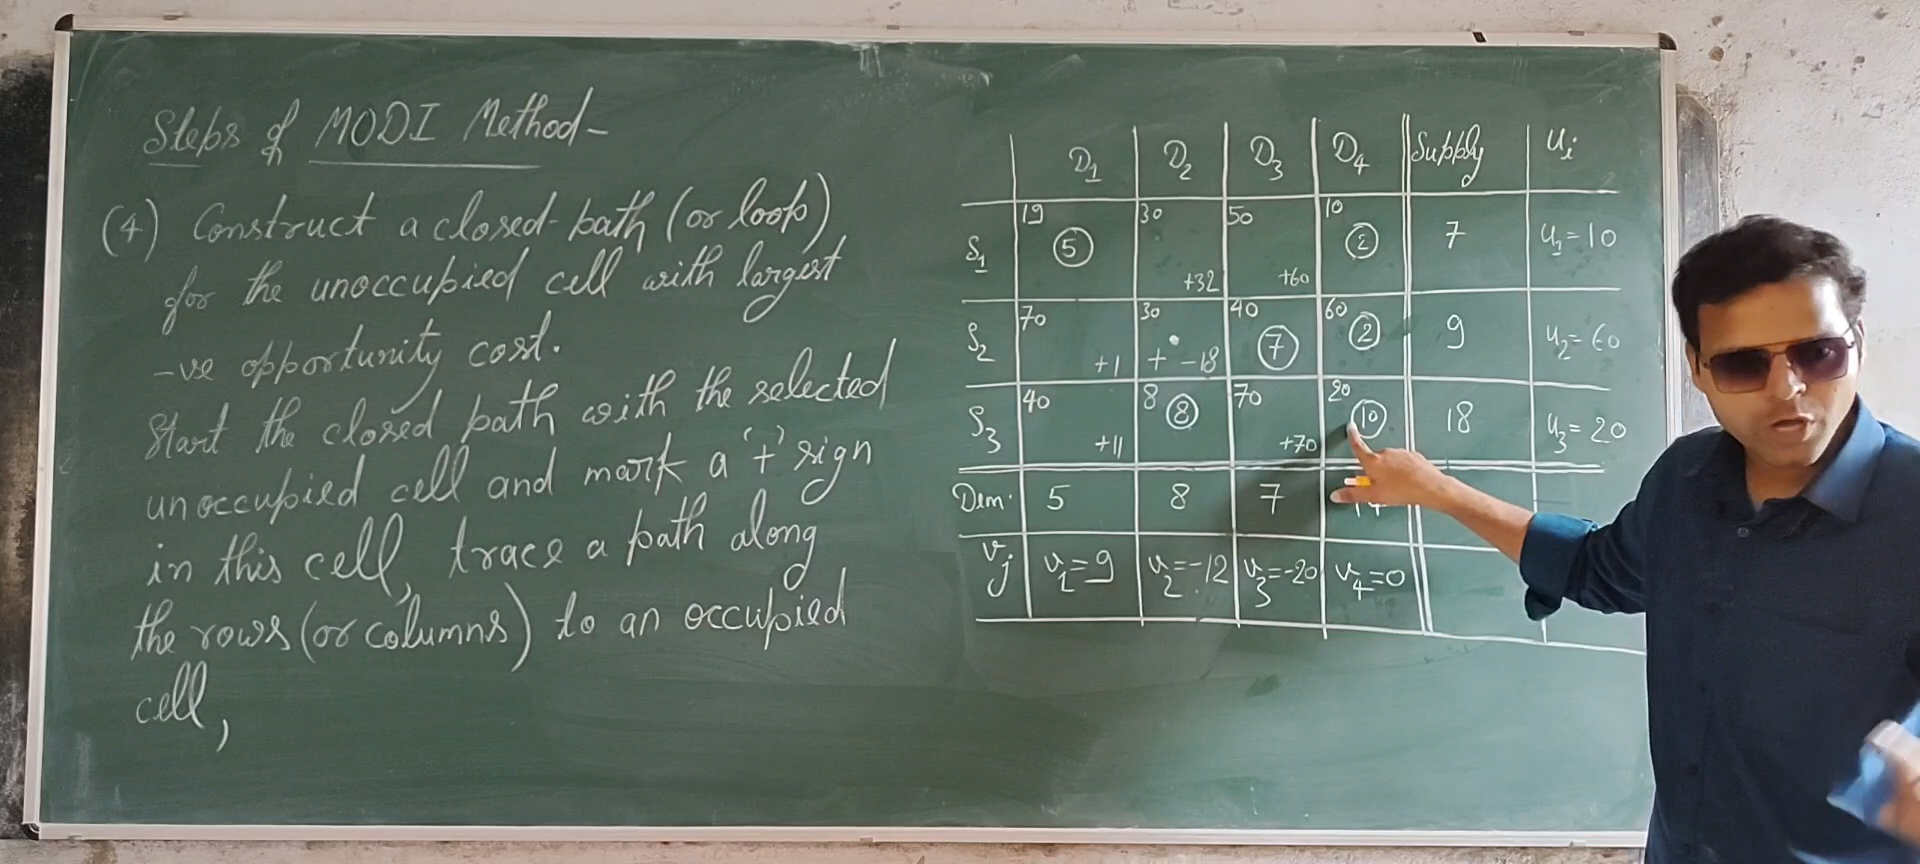 Steps of MODI Method-
(4) Construct a closed-path (or loop)
for the unoccupied cell with largest
-ve opportunity cost.
Start the closed path with the selected
unoccupied cell and mark a '+' sign
in this cell, trace a path along
the rows (or columns) to an occupied
cell,
D1 D2 D3 D4 Supply ui
S1 19 5 30 +32 50 +60 10 2 7 u1=10
S2 70 +1 30 + -18 40 7 60 2 9 u2=60
S3 40 +11 8 8 70 +70 20 10 18 u3=20
Dem. 5 8 7
vj v1=9 v2=-12 v3=-20 v4=0